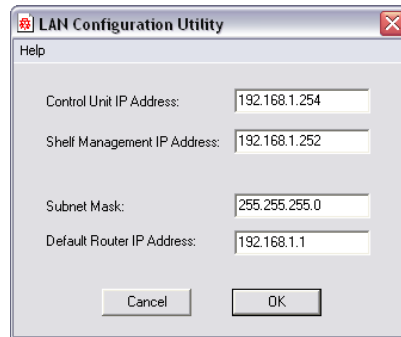 LAN Configuration Utility
Help
Control Unit IP Address: 192.168.1.254
Shelf Management IP Address: 192.168.1.252
Subnet Mask: 255.255.255.0
Default Router IP Address: 192.168.1.1
Cancel OK